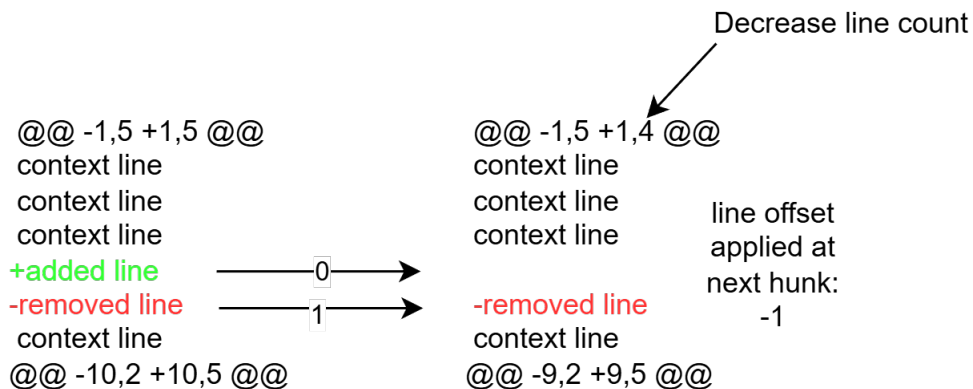 Decrease line count
@@ -1,5 +1,5 @@
context line
context line
context line
+added line
-removed line
context line
@@ -10,2 +10,5 @@
0
1
@@ -1,5 +1,4 @@
context line
context line
context line
-removed line
context line
@@ -9,2 +9,5 @@
line offset
applied at
next hunk:
-1